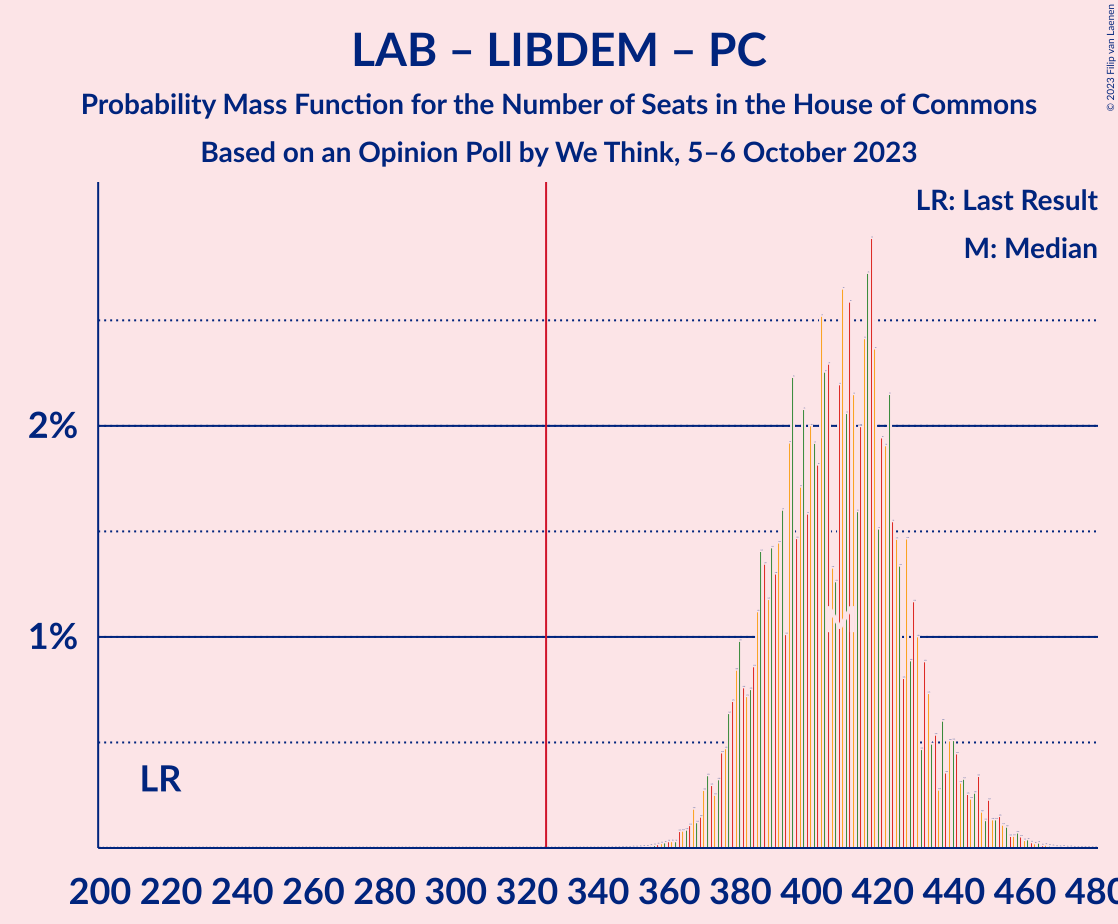 LAB – LIBDEM – PC
Probability Mass Function for the Number of Seats in the House of Commons
Based on an Opinion Poll by We Think, 5–6 October 2023
© 2023 Filip van Laenen
LR: Last Result
M: Median
2%
1%
LR
M
200 220 240 260 280 300 320 340 360 380 400 420 440 460 480